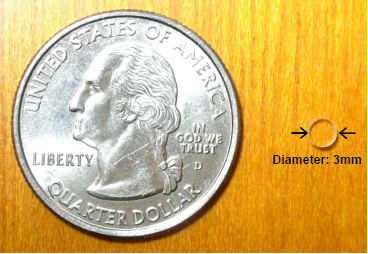 UNITED STATES OF AMERICA
LIBERTY
IN
GOD WE
TRUST
D
QUARTER DOLLAR
Diameter: 3mm